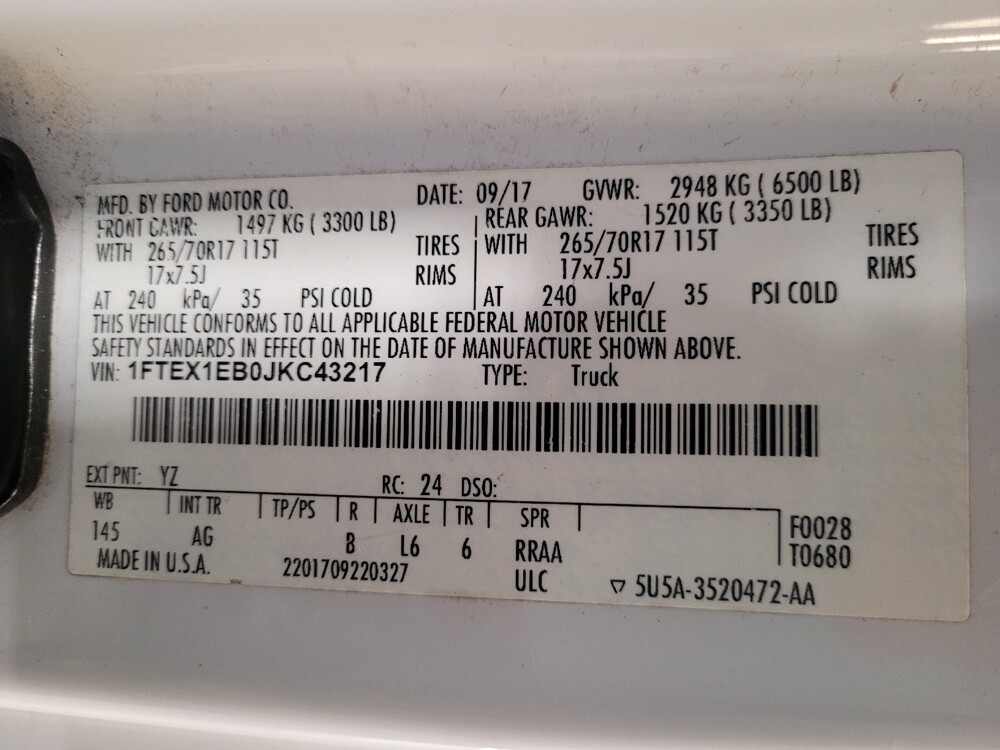 MFD. BY FORD MOTOR CO. DATE: 09/17 GVWR: 2948 KG ( 6500 LB)
FRONT GAWR: 1497 KG ( 3300 LB) REAR GAWR: 1520 KG ( 3350 LB)
WITH 265/70R17 115T TIRES WITH 265/70R17 115T TIRES
17x7.5J RIMS 17x7.5J RIMS
AT 240 kPa/ 35 PSI COLD AT 240 kPa/ 35 PSI COLD
THIS VEHICLE CONFORMS TO ALL APPLICABLE FEDERAL MOTOR VEHICLE
SAFETY STANDARDS IN EFFECT ON THE DATE OF MANUFACTURE SHOWN ABOVE.
VIN: 1FTEX1EB0JKC43217 TYPE: Truck
EXT PNT: YZ RC: 24 DSO:
WB INT TR TP/PS R AXLE TR SPR F0028
145 AG B L6 6 RRAA T0680
MADE IN U.S.A. 2201709220327 ULC ▽ 5U5A-3520472-AA